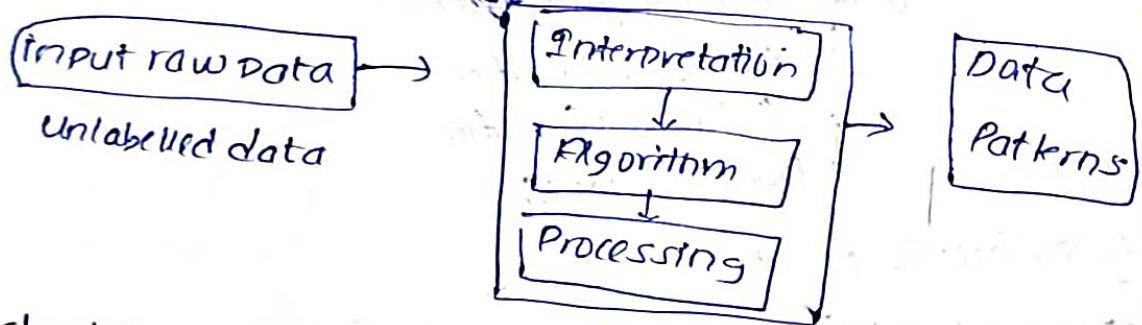 input raw Data
unlabelled data
Interpretation
Algorithm
Processing
Data
Patterns